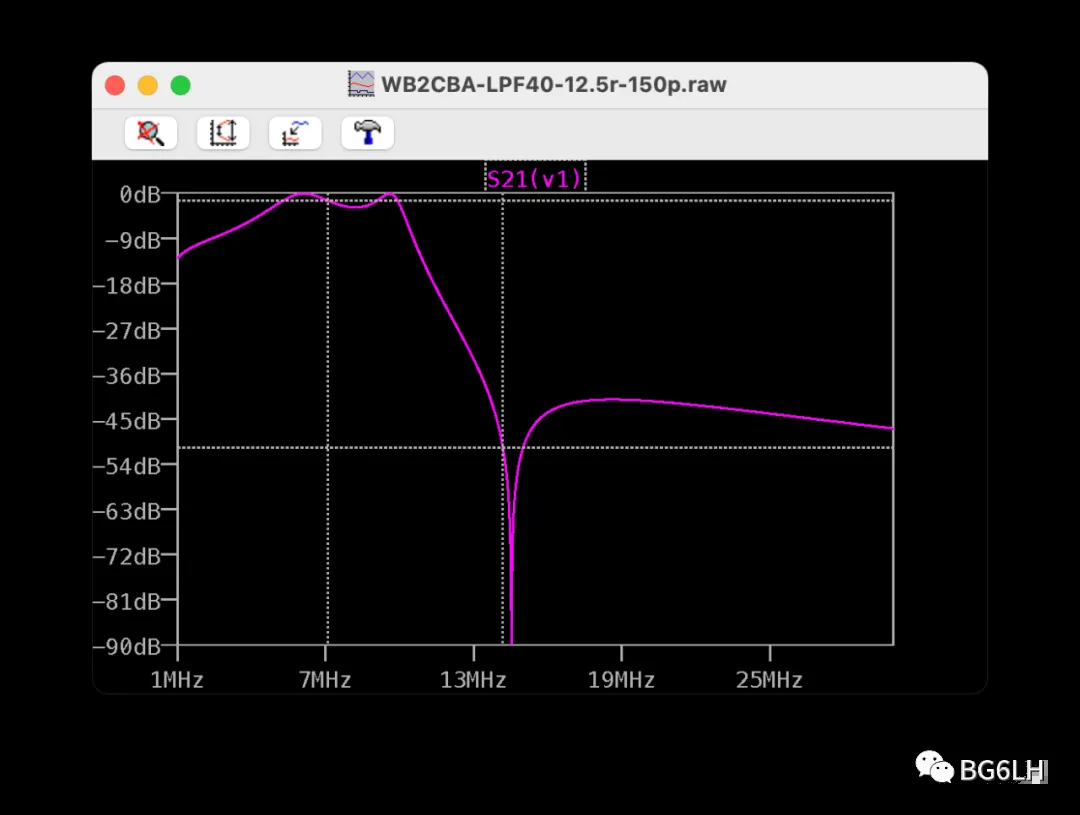 WB2CBA-LPF40-12.5r-150p.raw
S21(v1)
0dB
−9dB
−18dB
−27dB
−36dB
−45dB
−54dB
−63dB
−72dB
−81dB
−90dB
1MHz 7MHz 13MHz 19MHz 25MHz
BG6LH